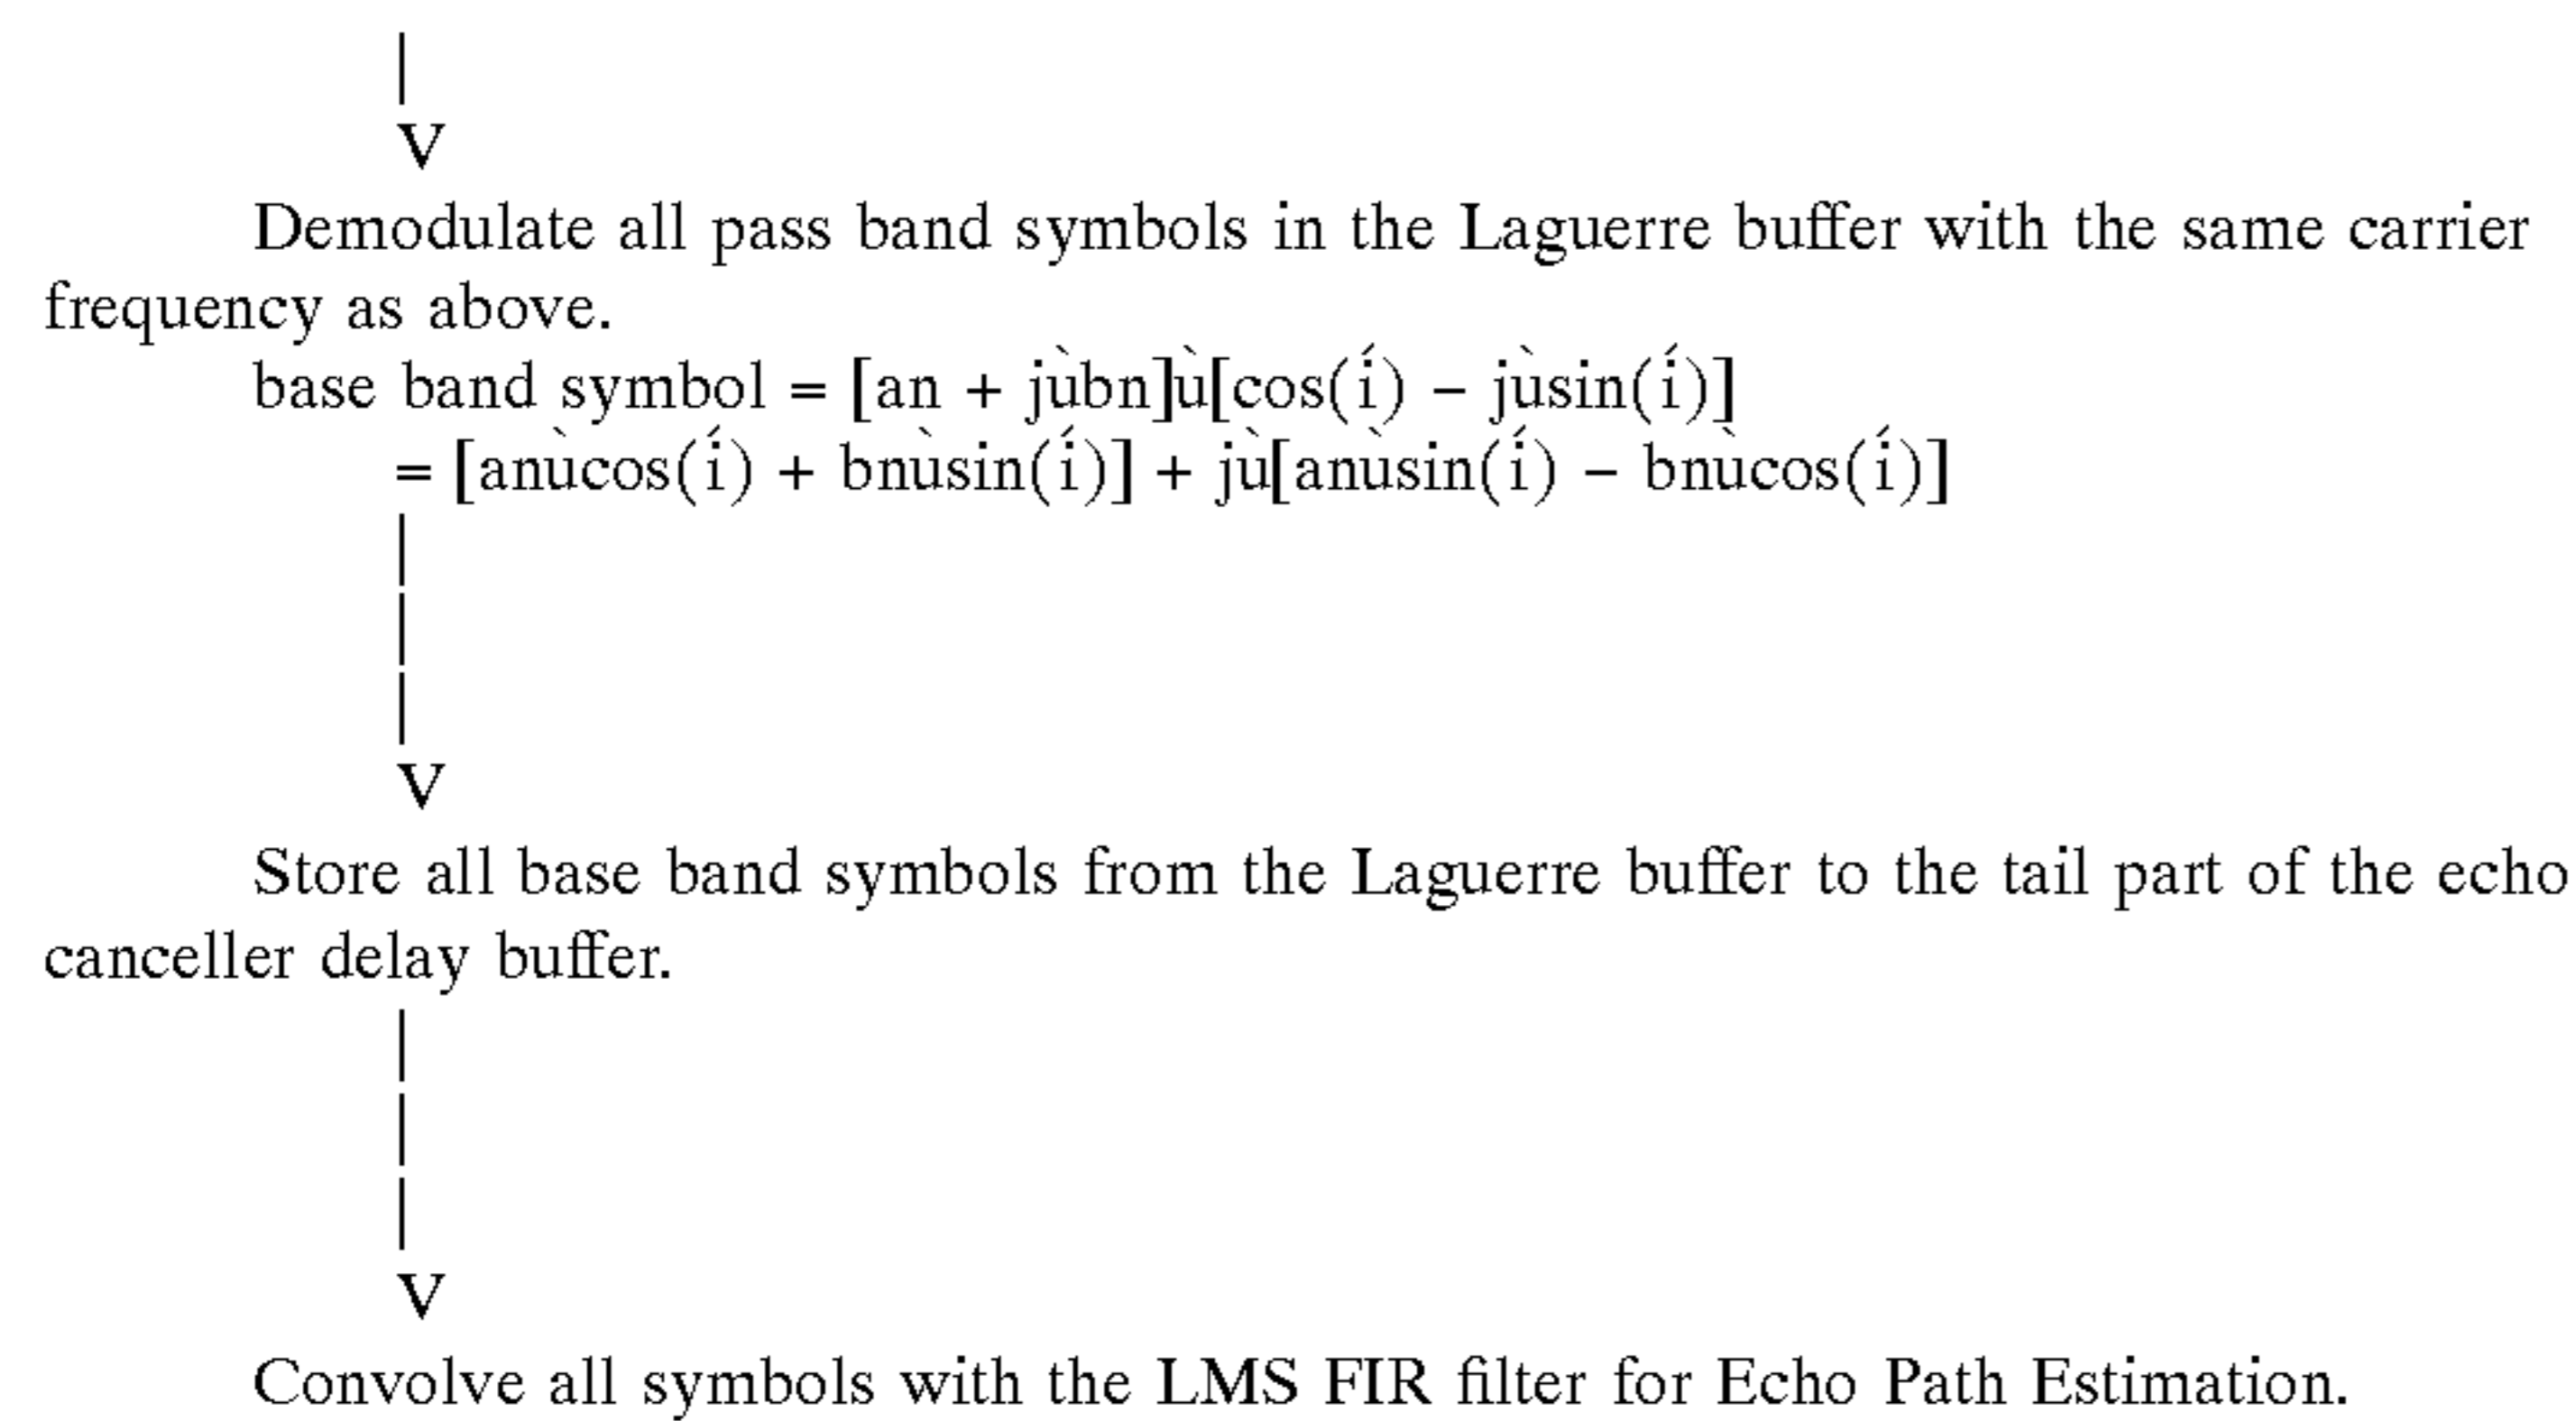 |
V
Demodulate all pass band symbols in the Laguerre buffer with the same carrier
frequency as above.
base band symbol = [an + jùbn]ù[cos(í) – jùsin(í)]
= [anùcos(í) + bnùsin(í)] + jù[anùsin(í) – bnùcos(í)]
|
|
|
V
Store all base band symbols from the Laguerre buffer to the tail part of the echo
canceller delay buffer.
|
|
|
V
Convolve all symbols with the LMS FIR filter for Echo Path Estimation.